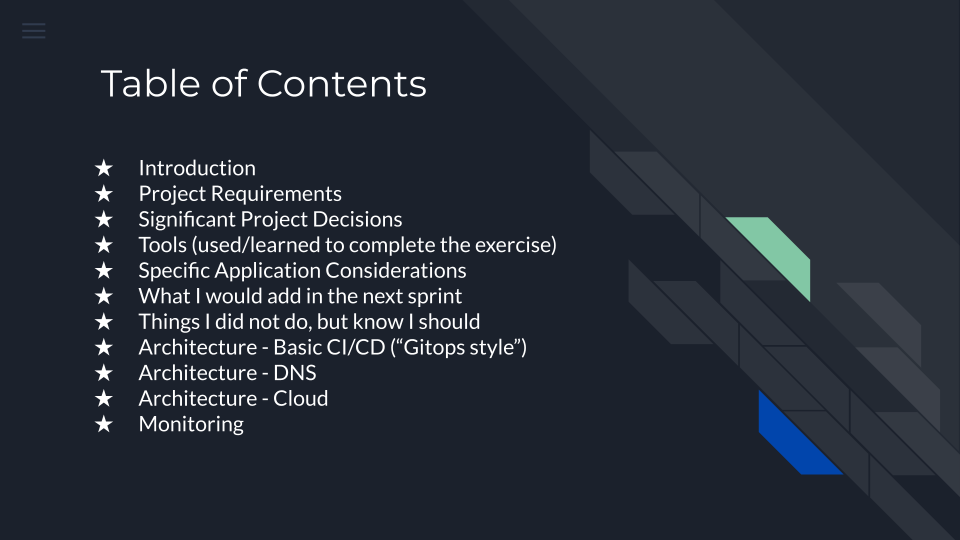 Table of Contents
★ Introduction
★ Project Requirements
★ Significant Project Decisions
★ Tools (used/learned to complete the exercise)
★ Specific Application Considerations
★ What I would add in the next sprint
★ Things I did not do, but know I should
★ Architecture - Basic CI/CD (“Gitops style”)
★ Architecture - DNS
★ Architecture - Cloud
★ Monitoring